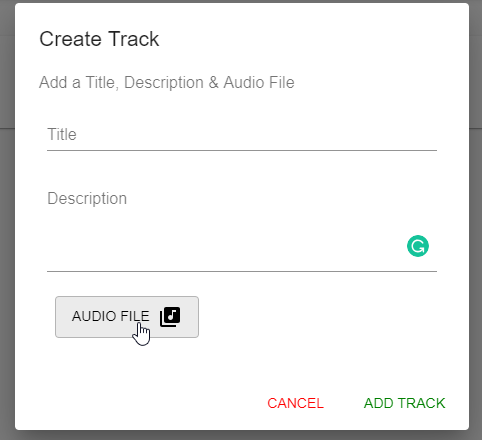 Create Track
Add a Title, Description & Audio File
Title
Description
AUDIO FILE
CANCEL ADD TRACK